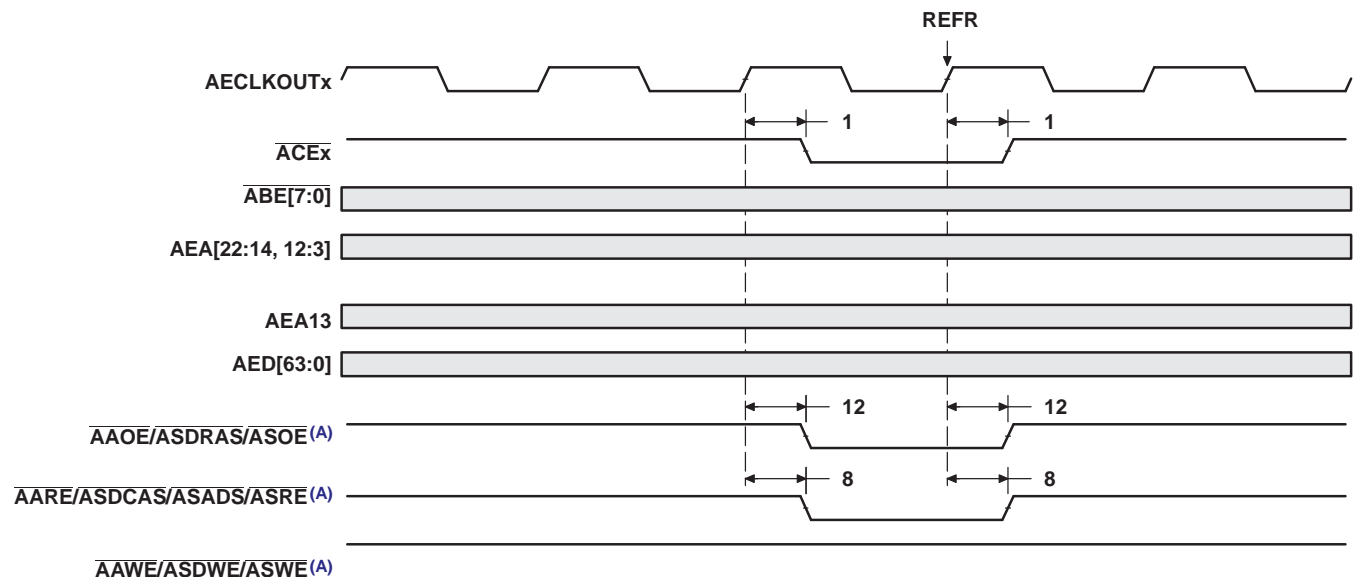 REFR
AECLKOUTx
1 1
ACEx
ABE[7:0]
AEA[22:14, 12:3]
AEA13
AED[63:0]
12 12
AAOE/ASDRAS/ASOE(A)
8 8
AARE/ASDCAS/ASADS/ASRE(A)
AAWE/ASDWE/ASWE(A)